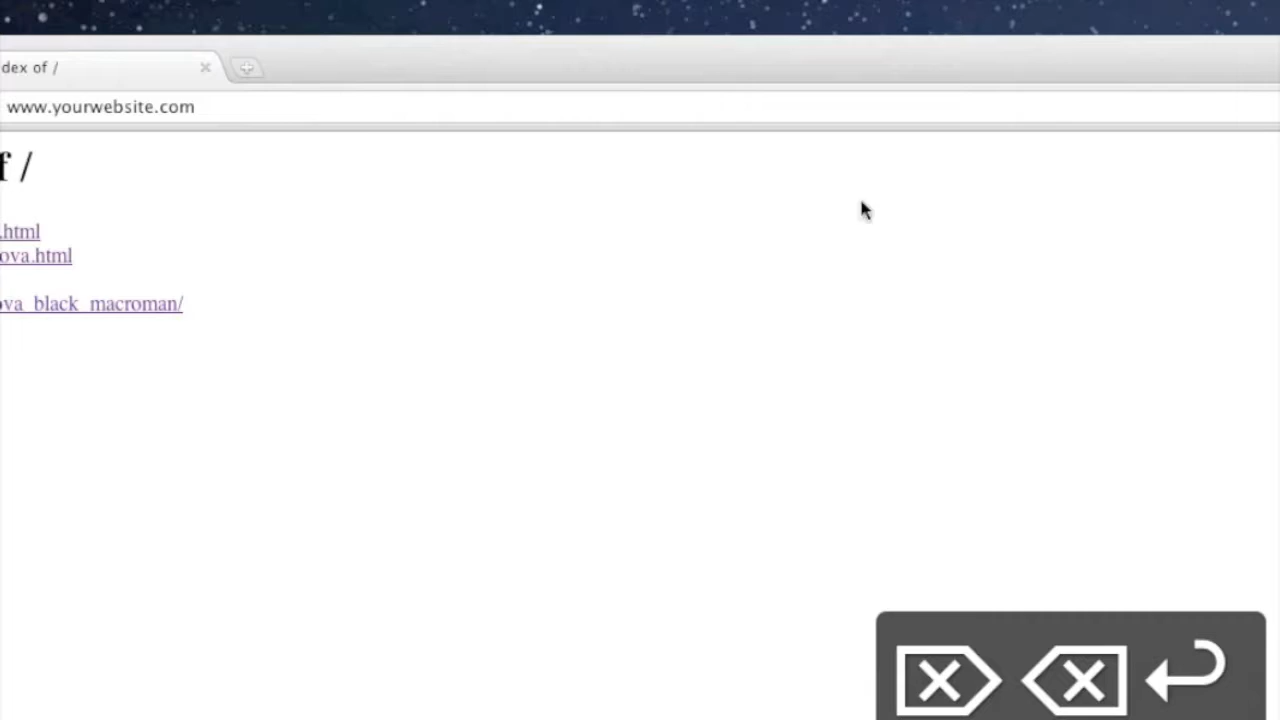 dex of /
www.yourwebsite.com
f /
.html
ova.html
ova_black_macroman/